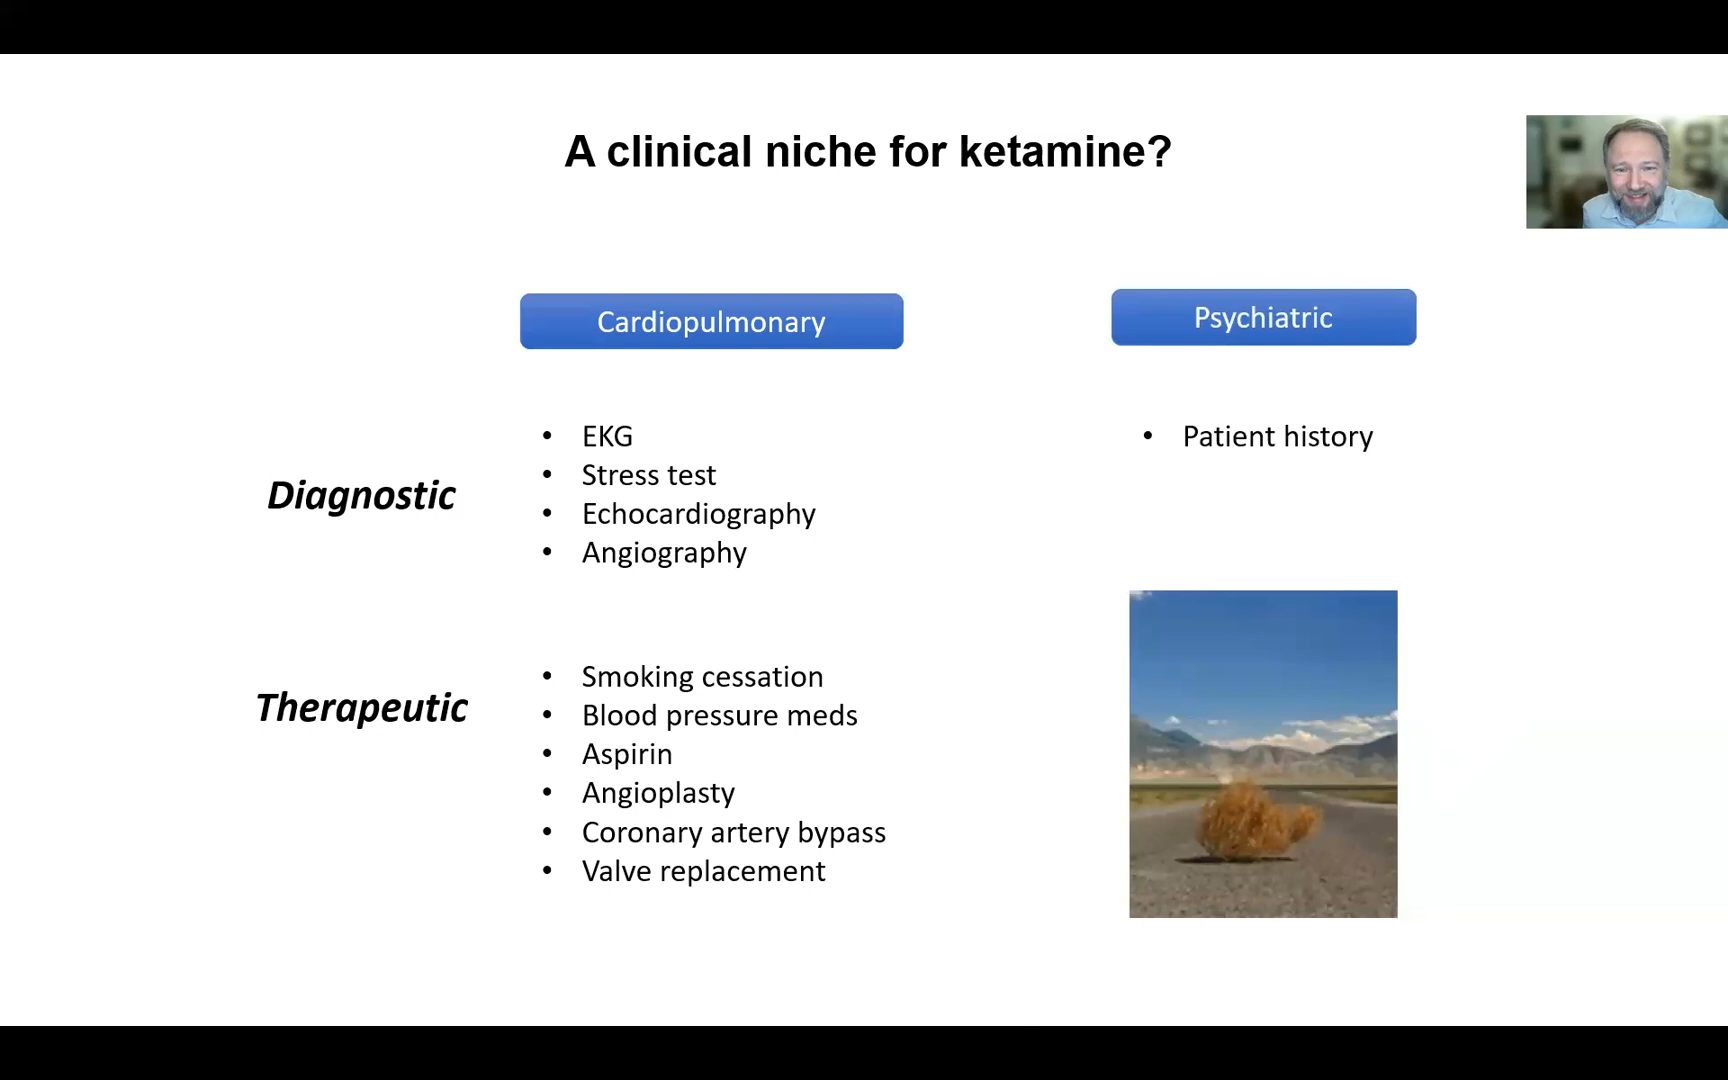 A clinical niche for ketamine?
Cardiopulmonary
Psychiatric
Diagnostic
• EKG
• Stress test
• Echocardiography
• Angiography
• Patient history
Therapeutic
• Smoking cessation
• Blood pressure meds
• Aspirin
• Angioplasty
• Coronary artery bypass
• Valve replacement